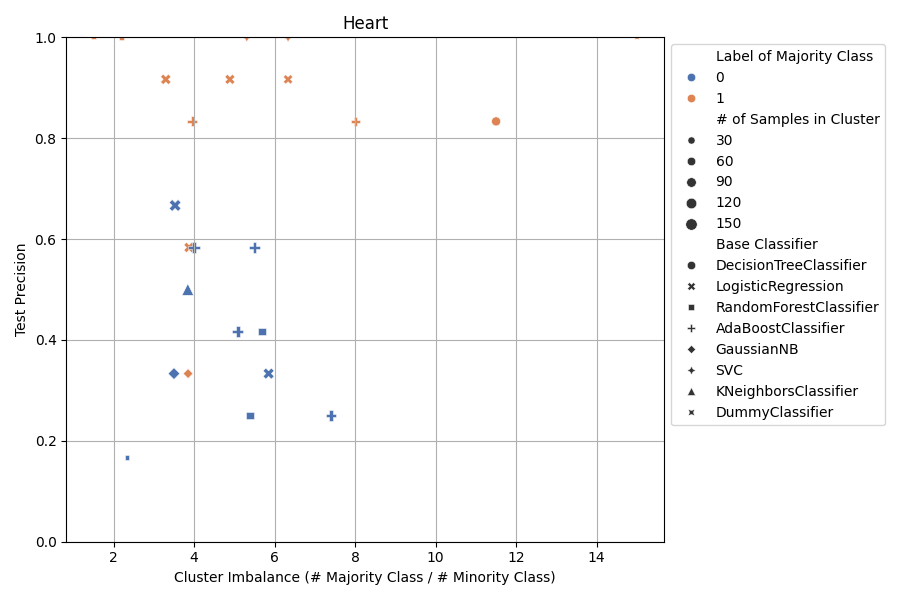 Heart
Test Precision
1.0
0.8
0.6
0.4
0.2
0.0
2
4
6
8
10
12
14
Cluster Imbalance (# Majority Class / # Minority Class)
Label of Majority Class
0
1
# of Samples in Cluster
30
60
90
120
150
Base Classifier
DecisionTreeClassifier
LogisticRegression
RandomForestClassifier
AdaBoostClassifier
GaussianNB
SVC
KNeighborsClassifier
DummyClassifier